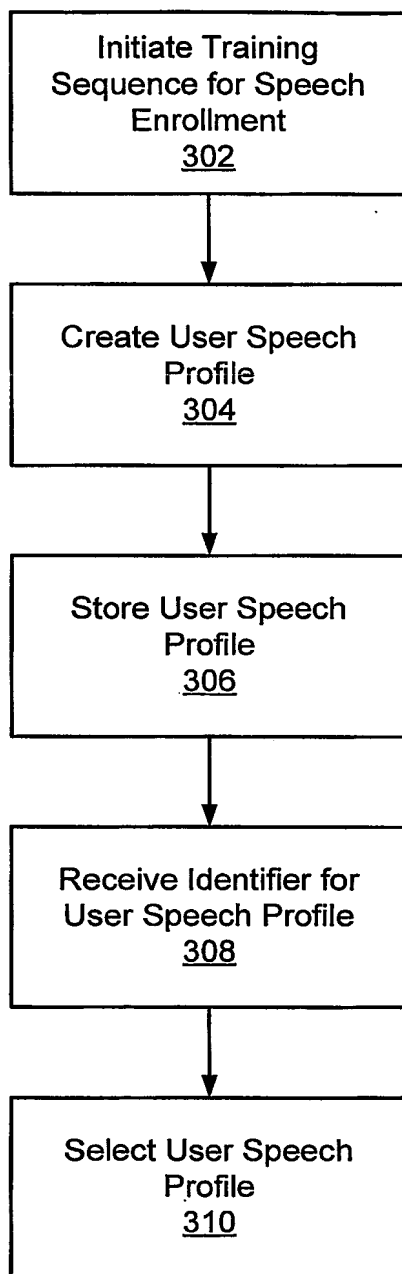 Initiate Training
Sequence for Speech
Enrollment
302
Create User Speech
Profile
304
Store User Speech
Profile
306
Receive Identifier for
User Speech Profile
308
Select User Speech
Profile
310